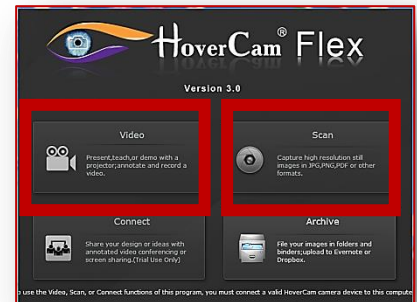 HoverCam® Flex
Version 3.0
Video
Present,teach,or demo with a
projector;annotate and record a
video.
Scan
Capture high resolution still
images in JPG,PNG,PDF or other
formats.
Connect
Share your design or ideas with
annotated video conferencing or
screen sharing.(Trial Use Only)
Archive
File your images in folders and
binders;upload to Evernote or
Dropbox.
use the Video, Scan, or Connect functions of this program, you must connect a valid HoverCam camera device to this compute